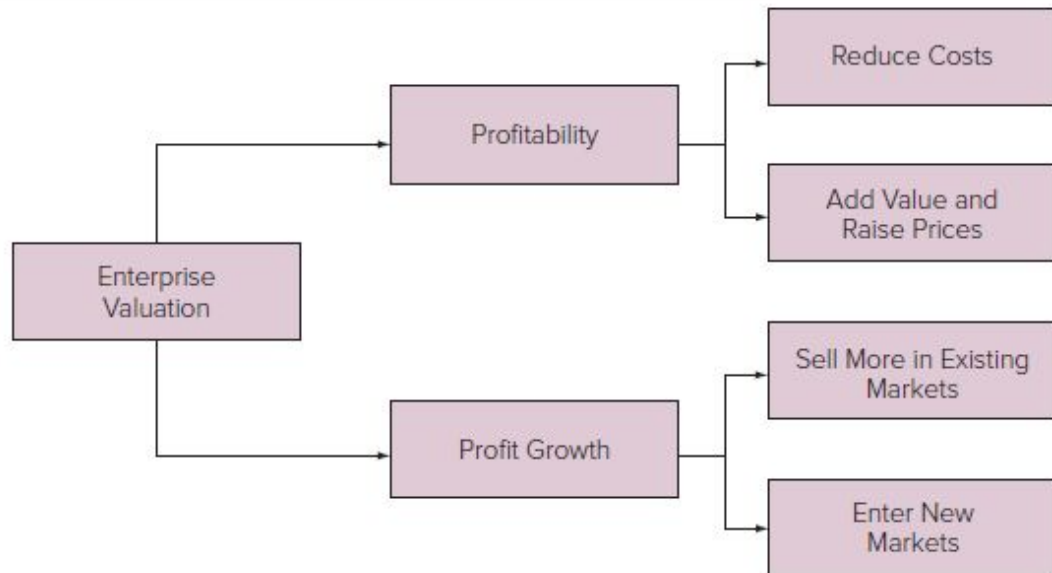 Reduce Costs
Profitability
Add Value and
Raise Prices
Enterprise
Valuation
Sell More in Existing
Markets
Profit Growth
Enter New
Markets